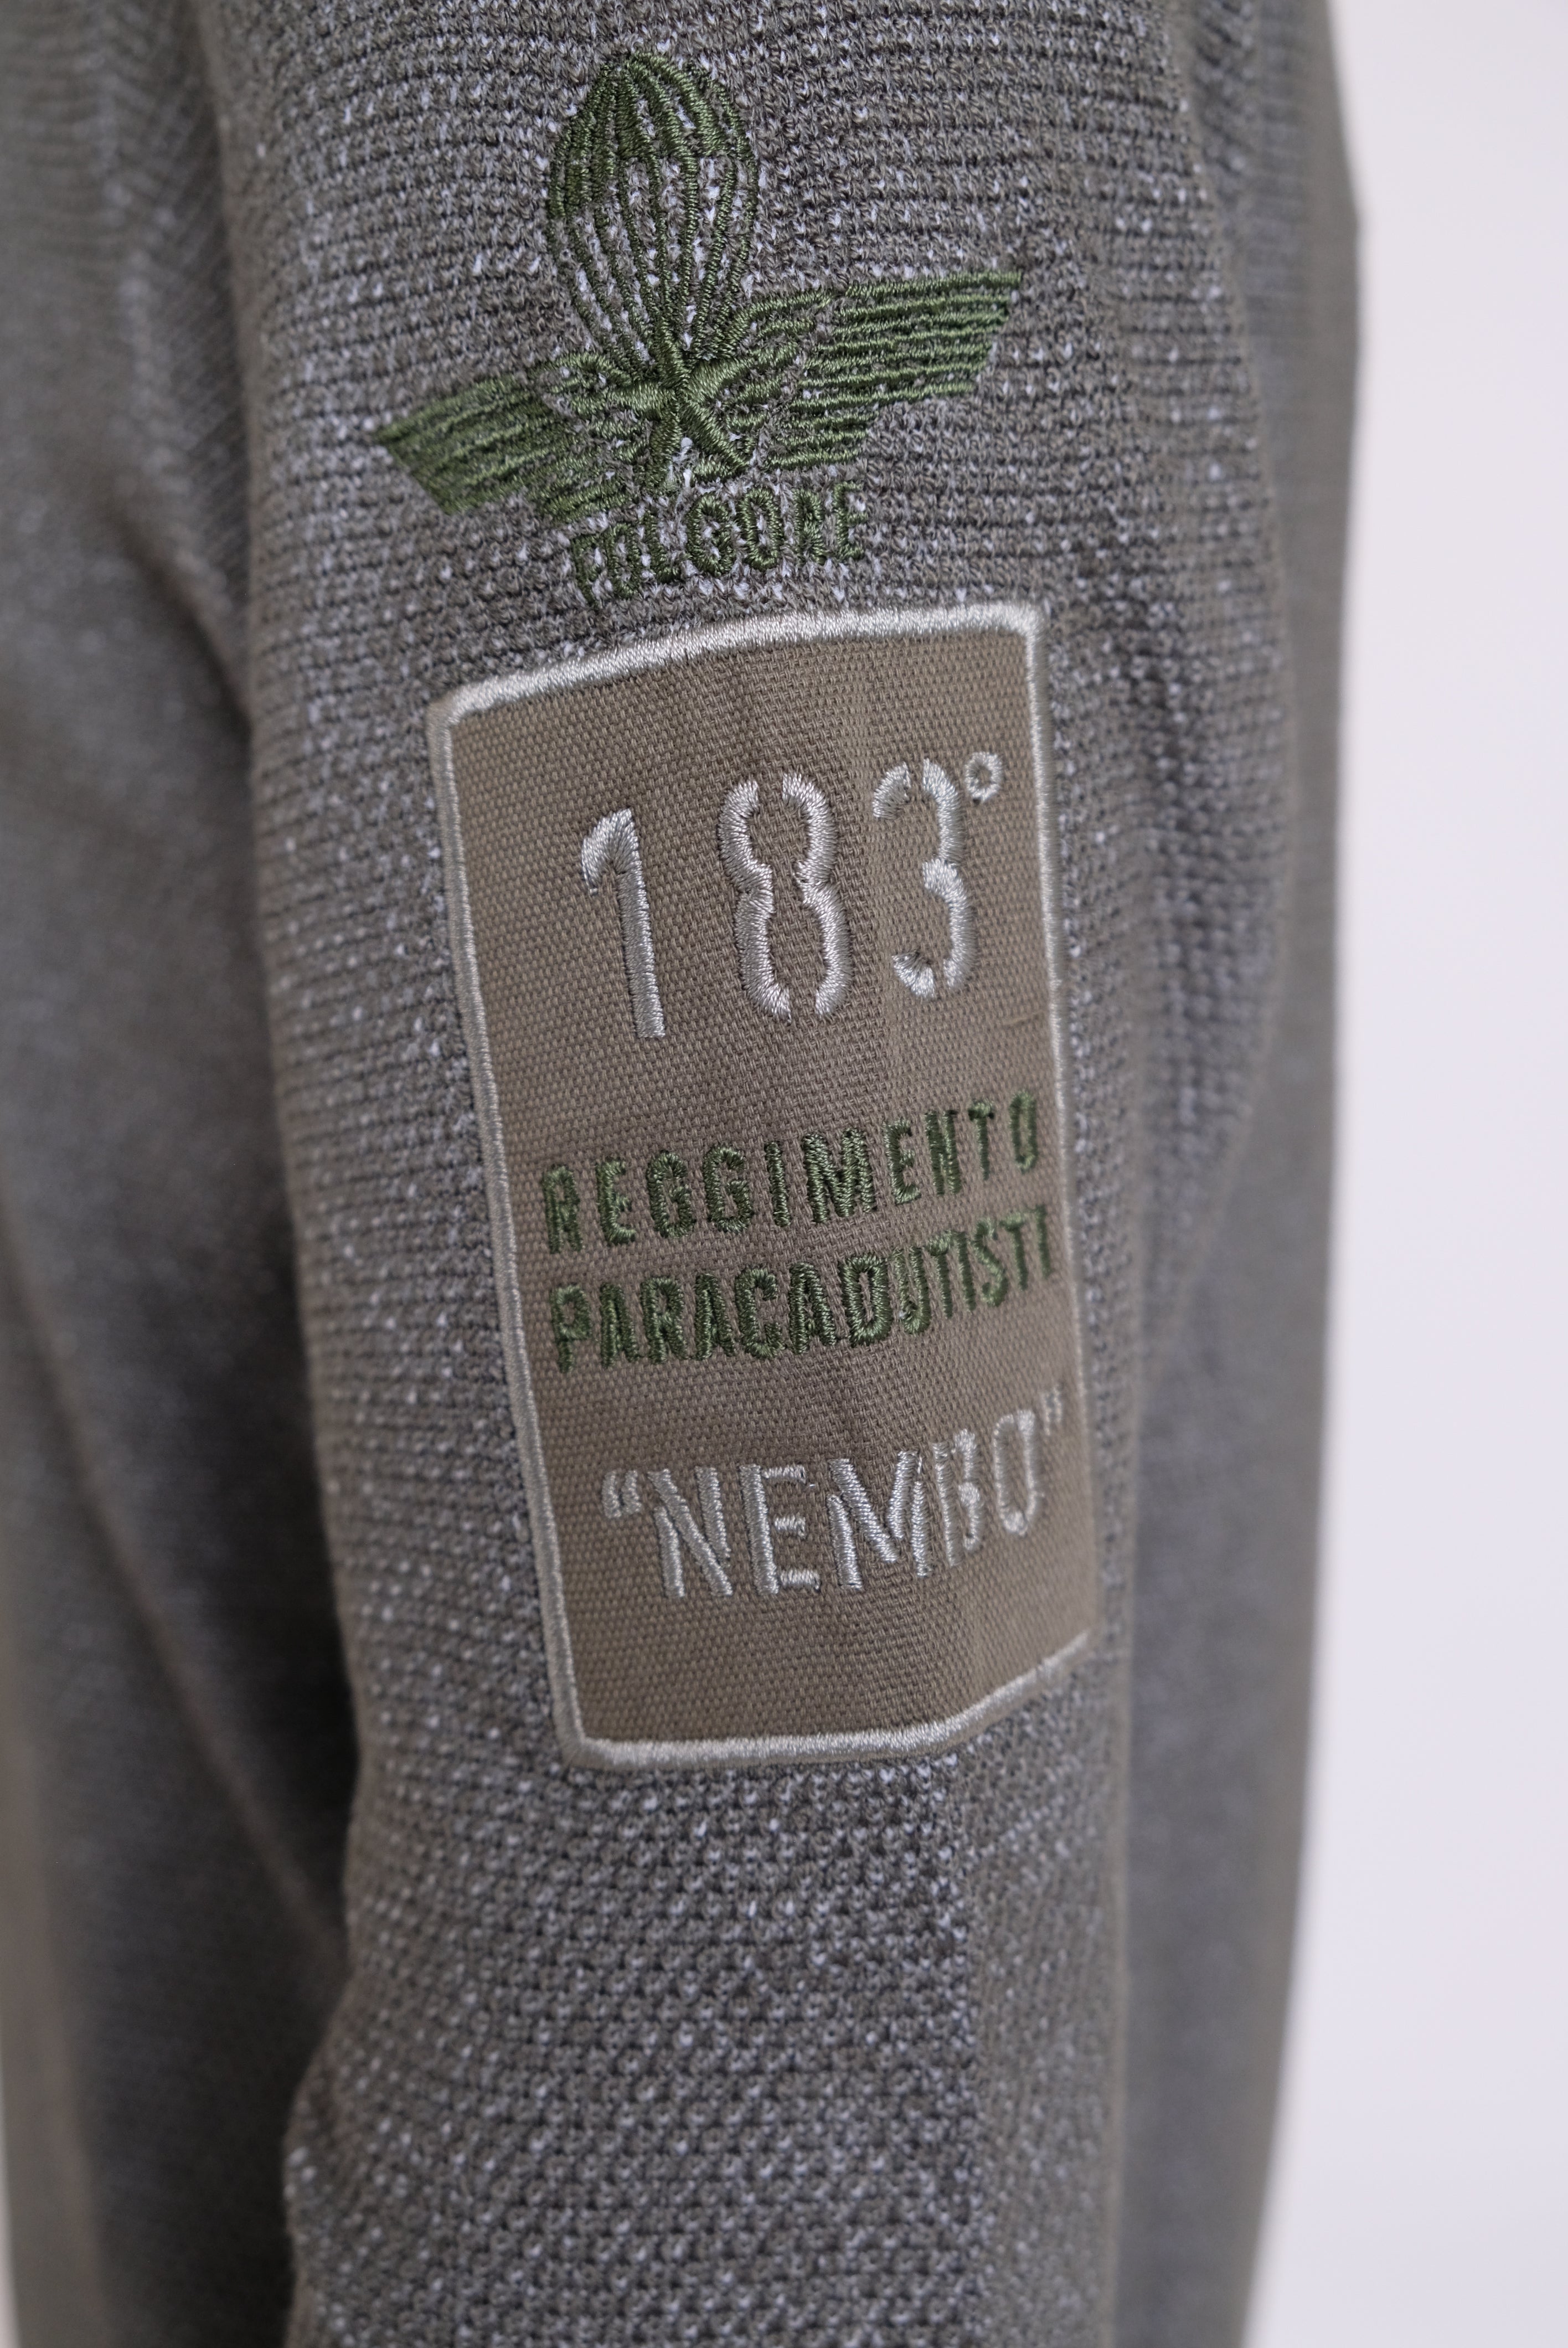 FOLGORE
183°
REGGIMENTO
PARACADUTISTI
“NEMBO”